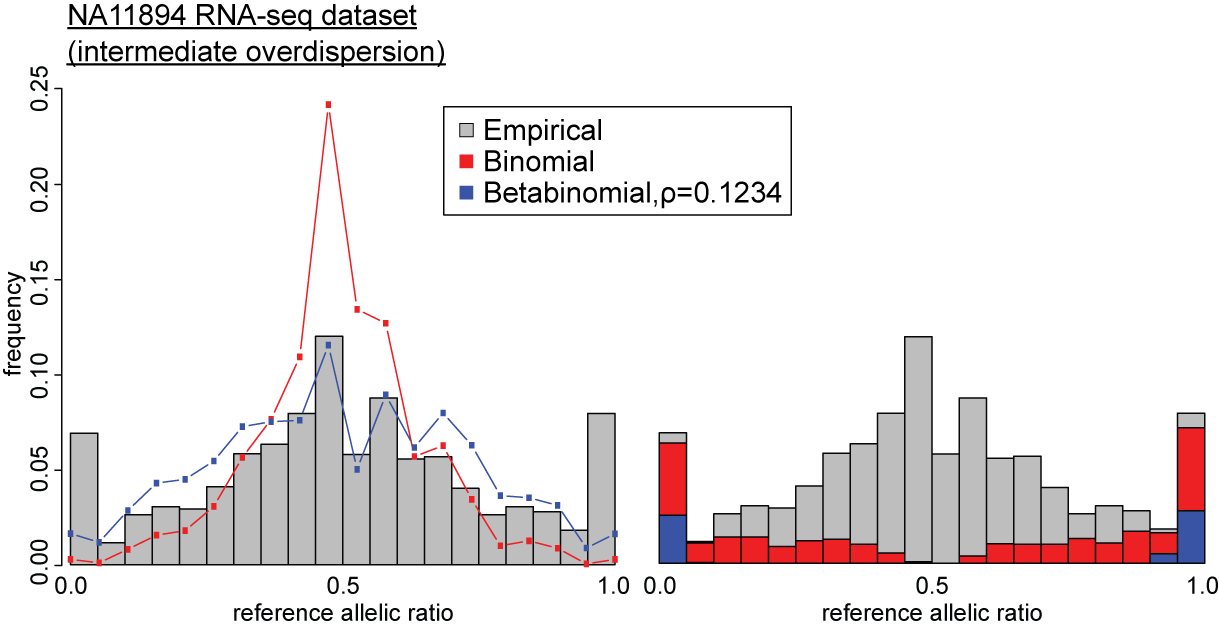 NA11894 RNA-seq dataset
(intermediate overdispersion)
frequency
0.25
0.20
0.15
0.10
0.05
0.00
Empirical
Binomial
Betabinomial,ρ=0.1234
0.0 0.5 1.0
reference allelic ratio
0.0 0.5 1.0
reference allelic ratio